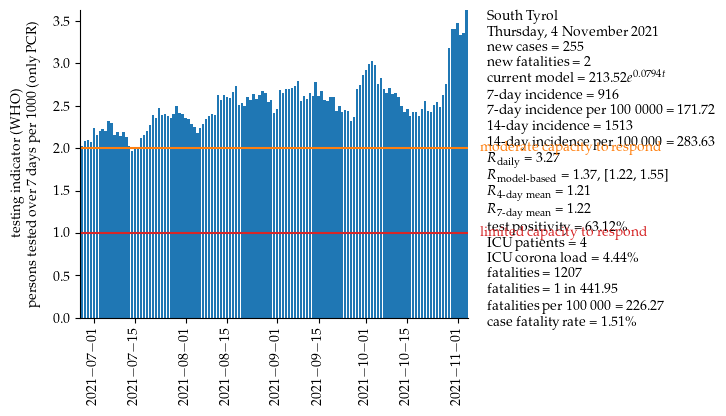 testing indicator (WHO)
persons tested over 7 days per 1000 (only PCR)
3.5
3.0
2.5
2.0
1.5
1.0
0.5
0.0
2021−07−01
2021−07−15
2021−08−01
2021−08−15
2021−09−01
2021−09−15
2021−10−01
2021−10−15
2021−11−01
South Tyrol
Thursday, 4 November 2021
new cases = 255
new fatalities = 2
current model = 213.52e^0.0794t
7-day incidence = 916
7-day incidence per 100 0000 = 171.72
14-day incidence = 1513
14-day incidence per 100 000 = 283.63
moderate capacity to respond
R_daily = 3.27
R_model-based = 1.37, [1.22, 1.55]
R_4-day mean = 1.21
R_7-day mean = 1.22
test positivity = 63.12%
limited capacity to respond
ICU patients = 4
ICU corona load = 4.44%
fatalities = 1207
fatalities = 1 in 441.95
fatalities per 100 000 = 226.27
case fatality rate = 1.51%